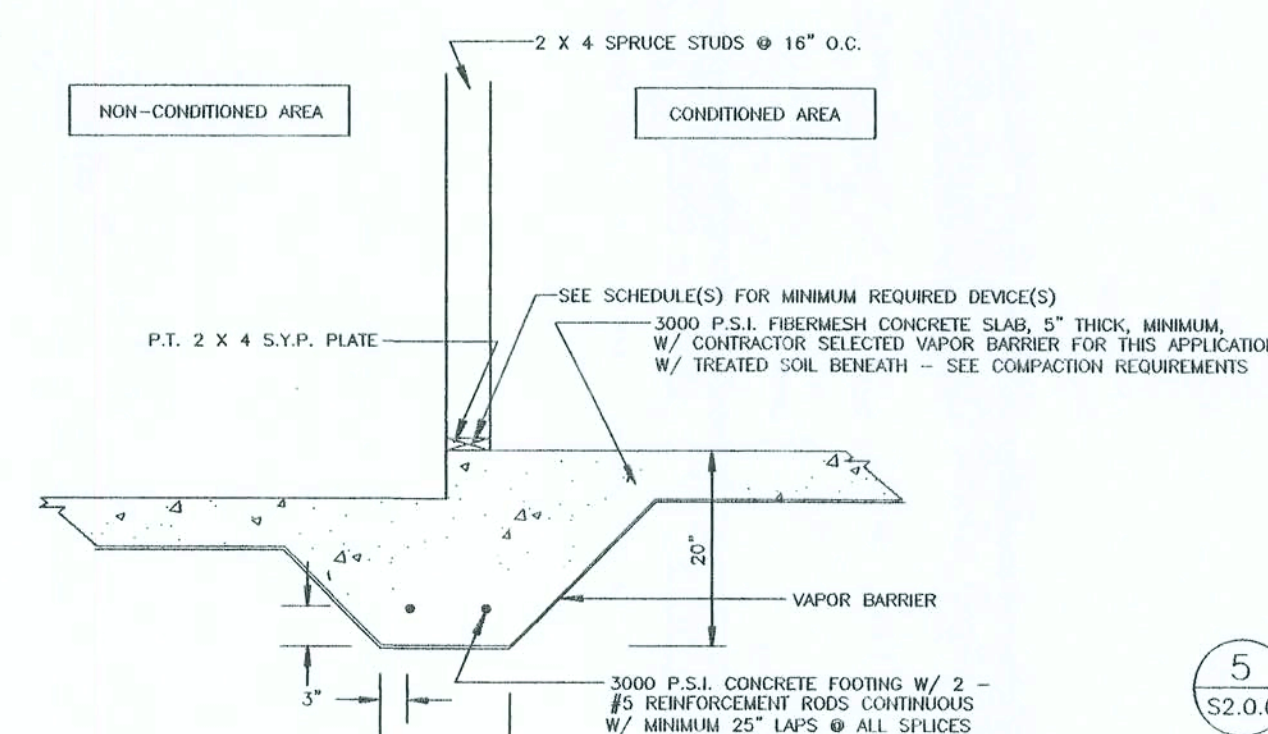 2 X 4 SPRUCE STUDS @ 16" O.C.
NON-CONDITIONED AREA
CONDITIONED AREA
SEE SCHEDULE(S) FOR MINIMUM REQUIRED DEVICE(S)
3000 P.S.I. FIBERMESH CONCRETE SLAB, 5" THICK, MINIMUM,
W/ CONTRACTOR SELECTED VAPOR BARRIER FOR THIS APPLICATION
W/ TREATED SOIL BENEATH - SEE COMPACTION REQUIREMENTS
P.T. 2 X 4 S.Y.P. PLATE
20"
VAPOR BARRIER
3"
3000 P.S.I. CONCRETE FOOTING W/ 2 -
#5 REINFORCEMENT RODS CONTINUOUS
W/ MINIMUM 25" LAPS @ ALL SPLICES
5
S2.0.